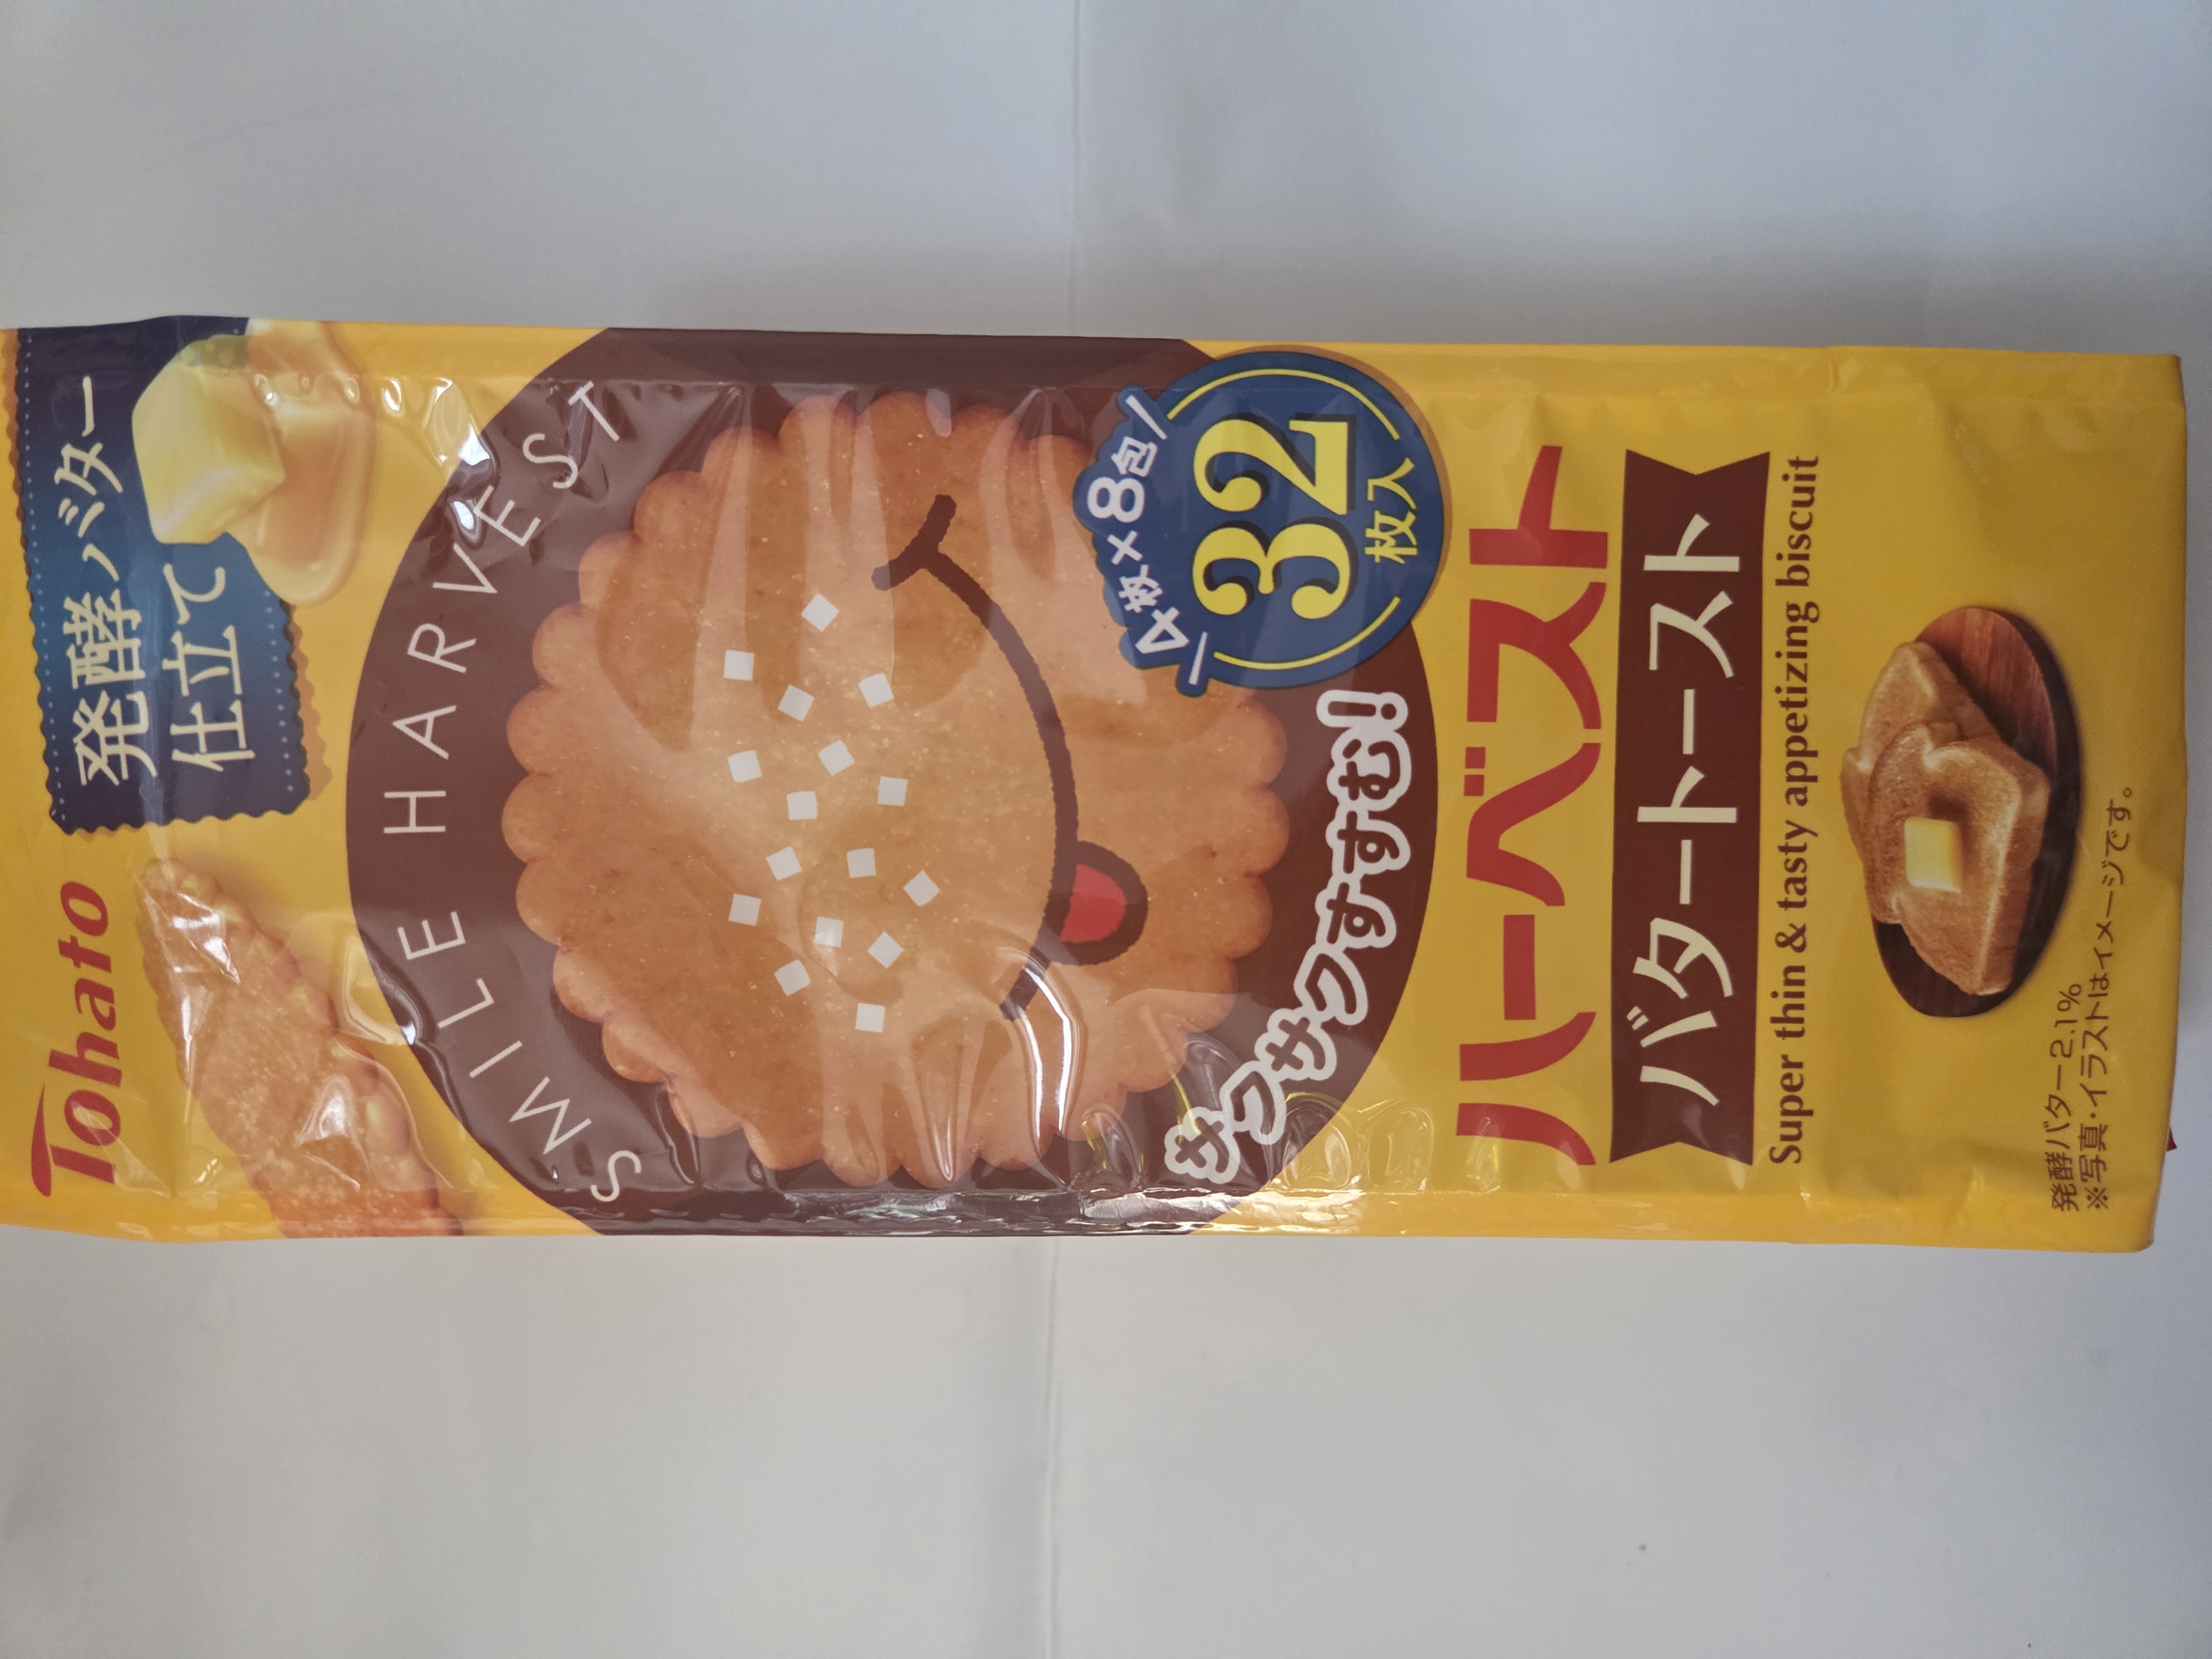 Tohato
発酵バター
仕立て
SMILE HARVEST
4枚×8包
32
枚入
サクサクすすむ!
ハーベスト
バタートースト
Super thin & tasty appetizing biscuit
発酵バター2.1%
※写真・イラストはイメージです。